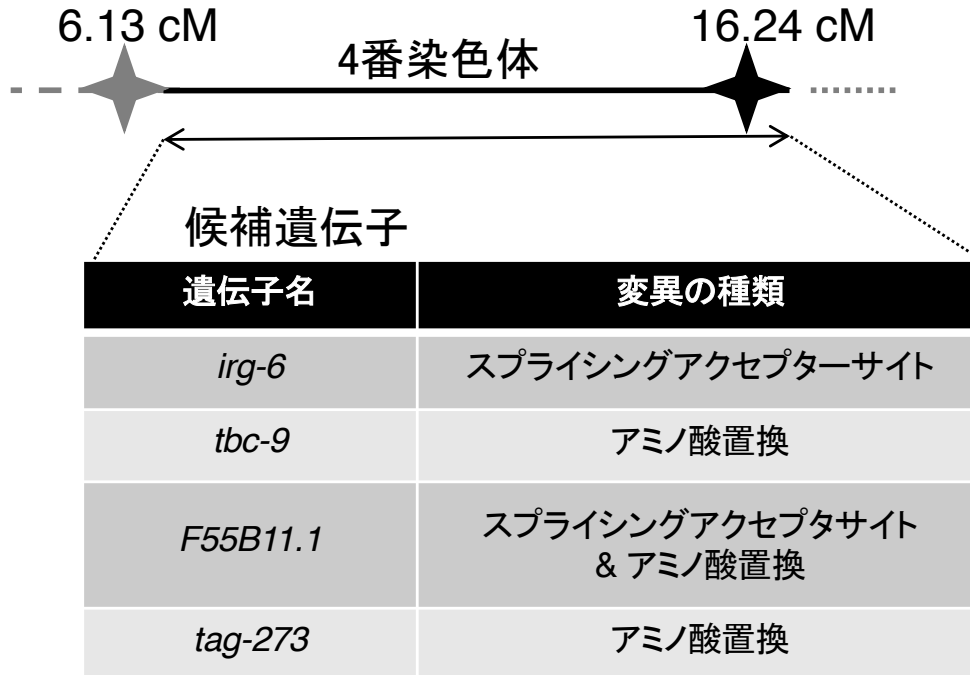 6.13 cM
16.24 cM
4番染色体
候補遺伝子
遺伝子名 変異の種類
irg-6 スプライシングアクセプターサイト
tbc-9 アミノ酸置換
F55B11.1 スプライシングアクセプタサイト
& アミノ酸置換
tag-273 アミノ酸置換